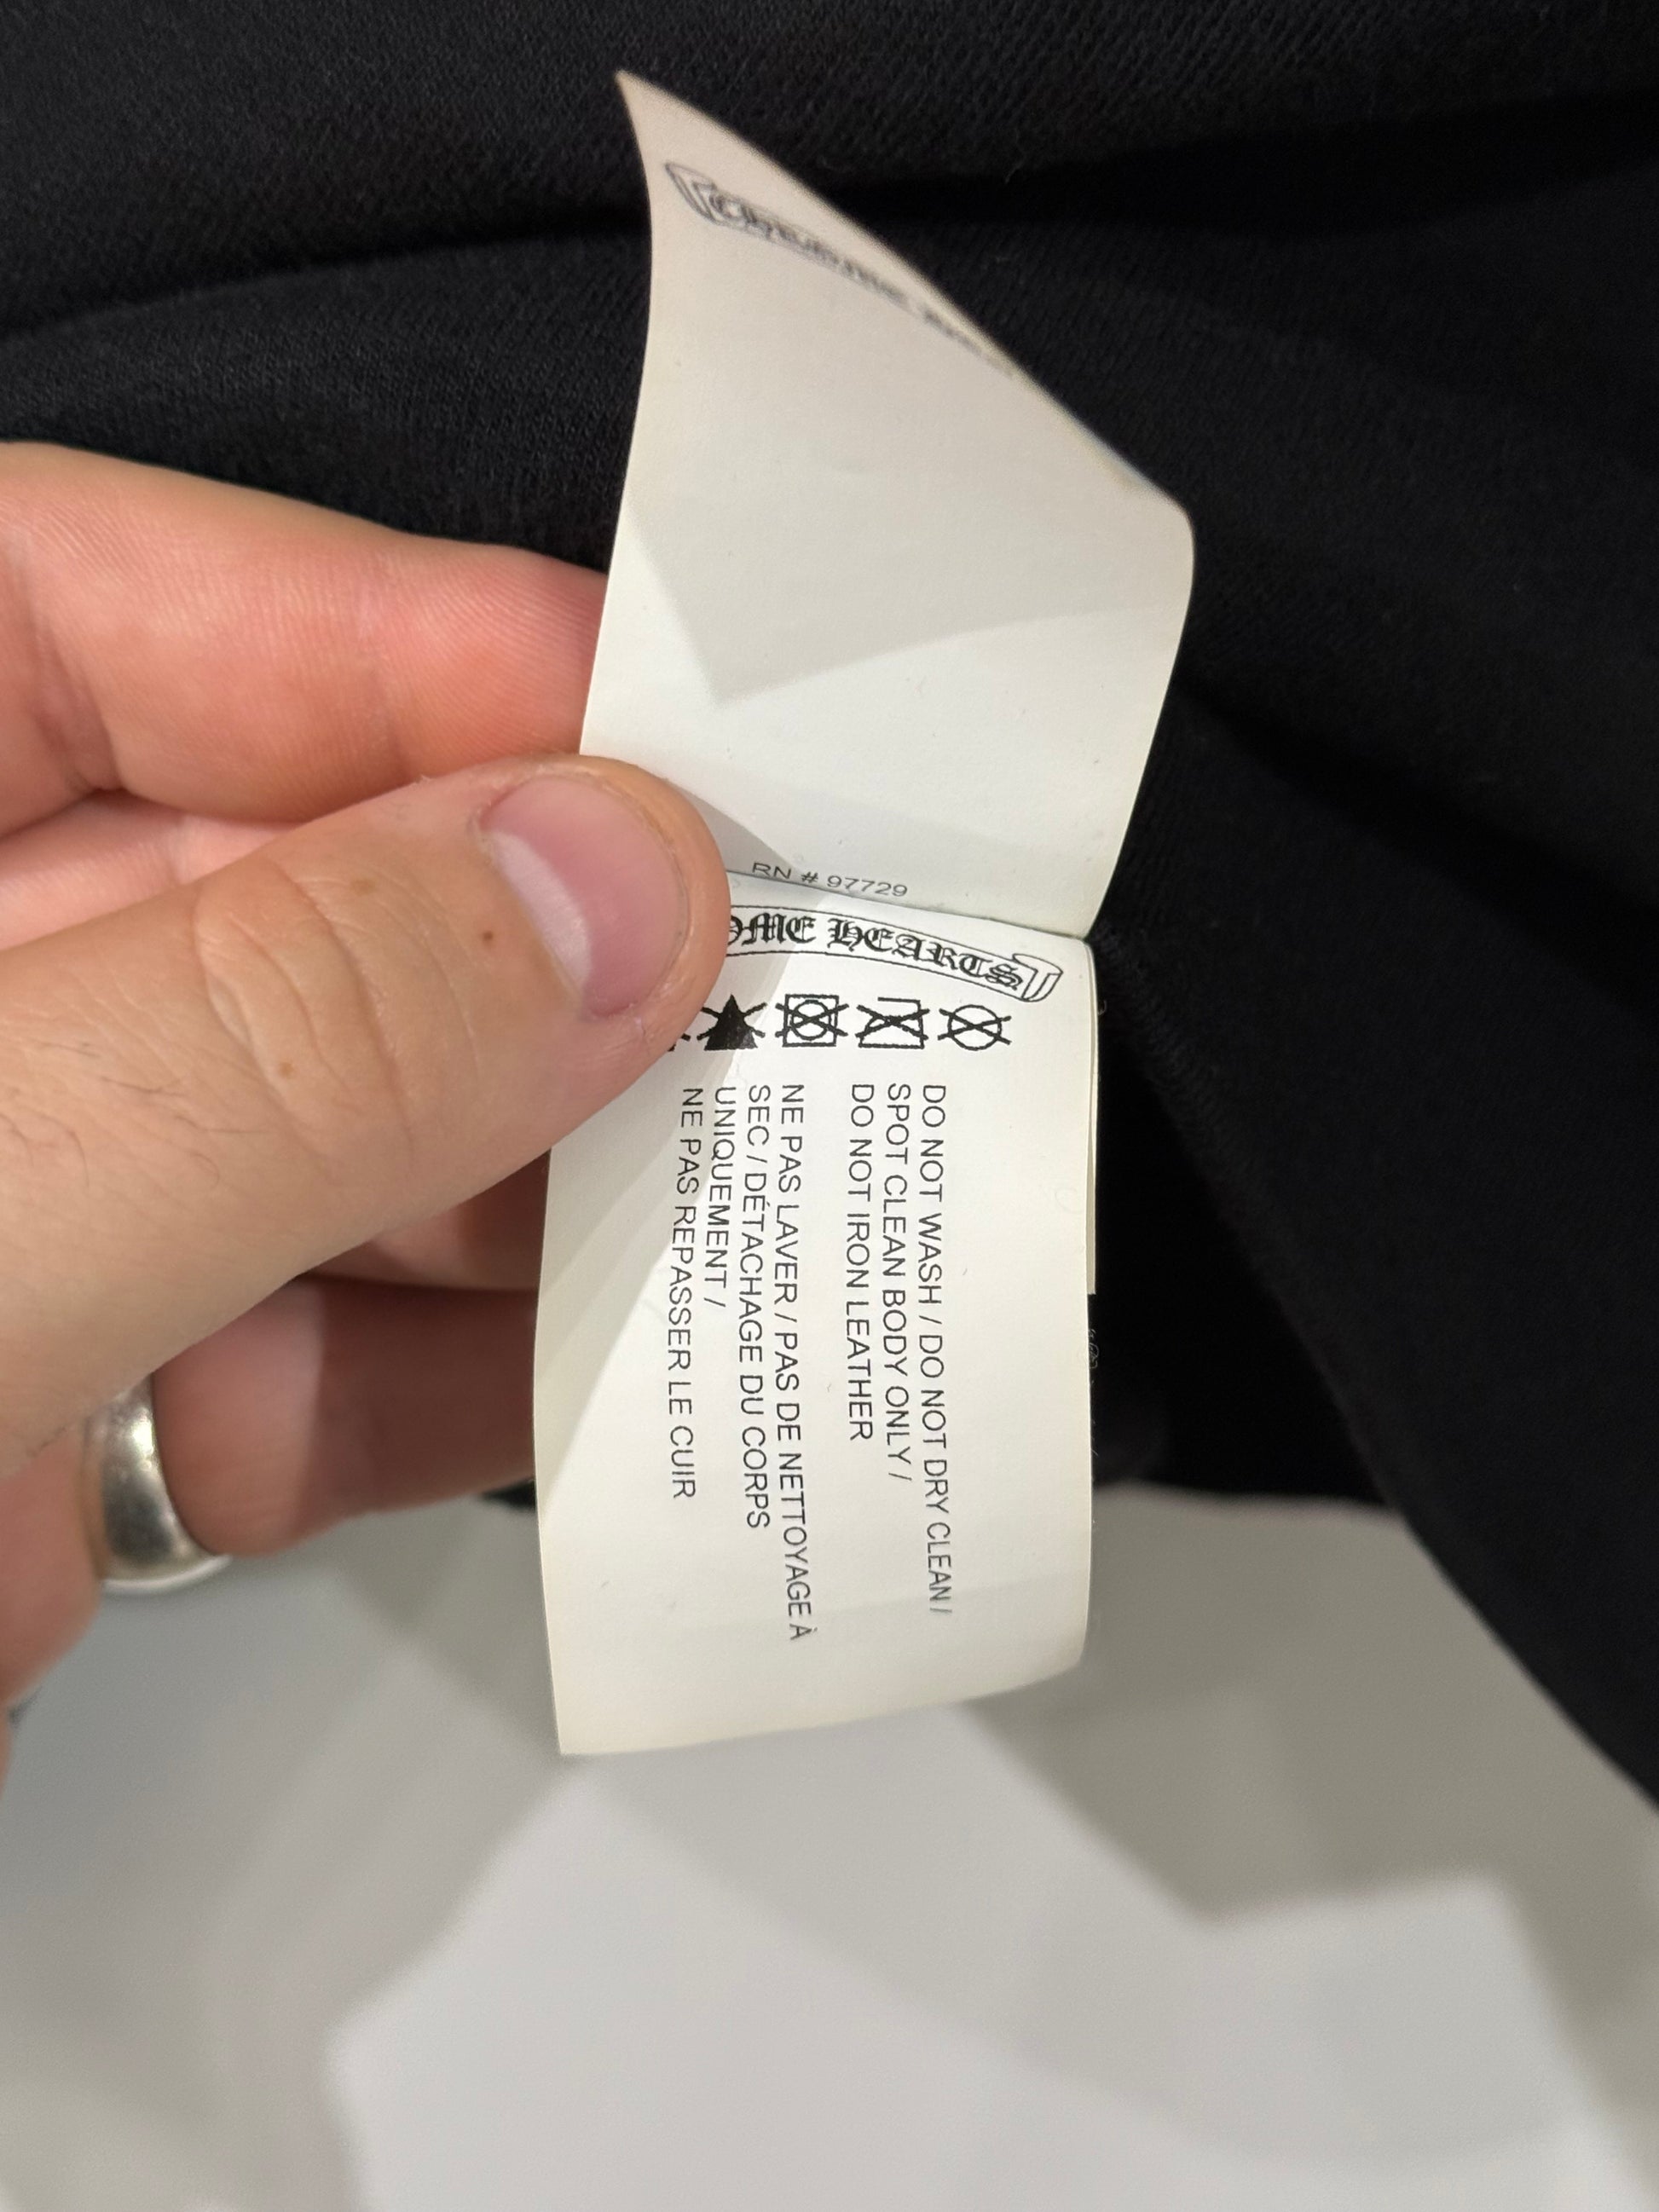 RN # 97729
HEARTS
DO NOT WASH / DO NOT DRY CLEAN /
SPOT CLEAN BODY ONLY /
DO NOT IRON LEATHER
NE PAS LAVER / PAS DE NETTOYAGE À
SEC / DÉTACHAGE DU CORPS
UNIQUEMENT /
NE PAS REPASSER LE CUIR